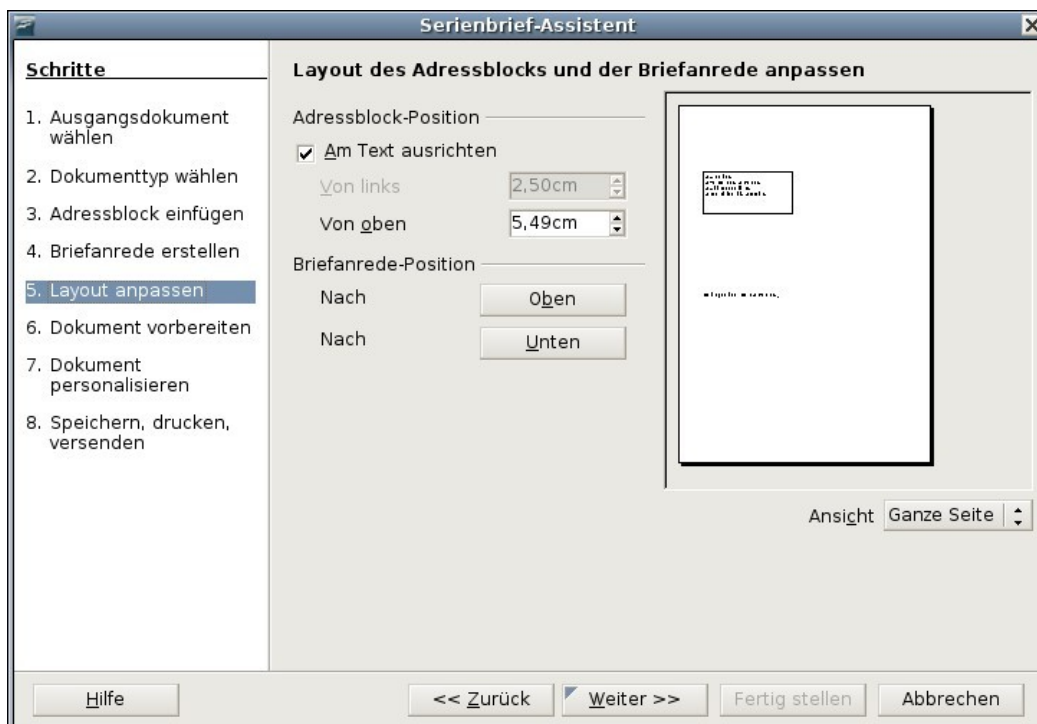 Serienbrief-Assistent
Schritte
1. Ausgangsdokument
wählen
2. Dokumenttyp wählen
3. Adressblock einfügen
4. Briefanrede erstellen
5. Layout anpassen
6. Dokument vorbereiten
7. Dokument
personalisieren
8. Speichern, drucken,
versenden
Layout des Adressblocks und der Briefanrede anpassen
Adressblock-Position
Am Text ausrichten
Von links 2,50cm
Von oben 5,49cm
Briefanrede-Position
Nach Oben
Nach Unten
Ansicht Ganze Seite
Hilfe << Zurück Weiter >> Fertig stellen Abbrechen